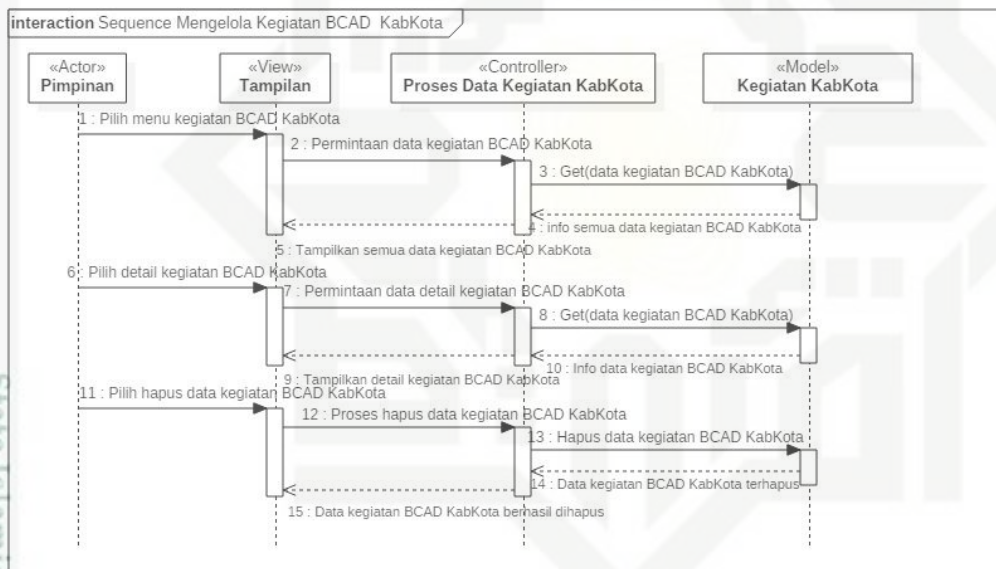 interaction Sequence Mengelola Kegiatan BCAD KabKota
«Actor»
Pimpinan
«View»
Tampilan
«Controller»
Proses Data Kegiatan KabKota
«Model»
Kegiatan KabKota
1 : Pilih menu kegiatan BCAD KabKota
2 : Permintaan data kegiatan BCAD KabKota
3 : Get(data kegiatan BCAD KabKota)
4 : info semua data kegiatan BCAD KabKota
5 : Tampilkan semua data kegiatan BCAD KabKota
6 : Pilih detail kegiatan BCAD KabKota
7 : Permintaan data detail kegiatan BCAD KabKota
8 : Get(data kegiatan BCAD KabKota)
10 : Info data kegiatan BCAD KabKota
9 : Tampilkan detail kegiatan BCAD KabKota
11 : Pilih hapus data kegiatan BCAD KabKota
12 : Proses hapus data kegiatan BCAD KabKota
13 : Hapus data kegiatan BCAD KabKota
14 : Data kegiatan BCAD KabKota terhapus
15 : Data kegiatan BCAD KabKota berhasil dihapus